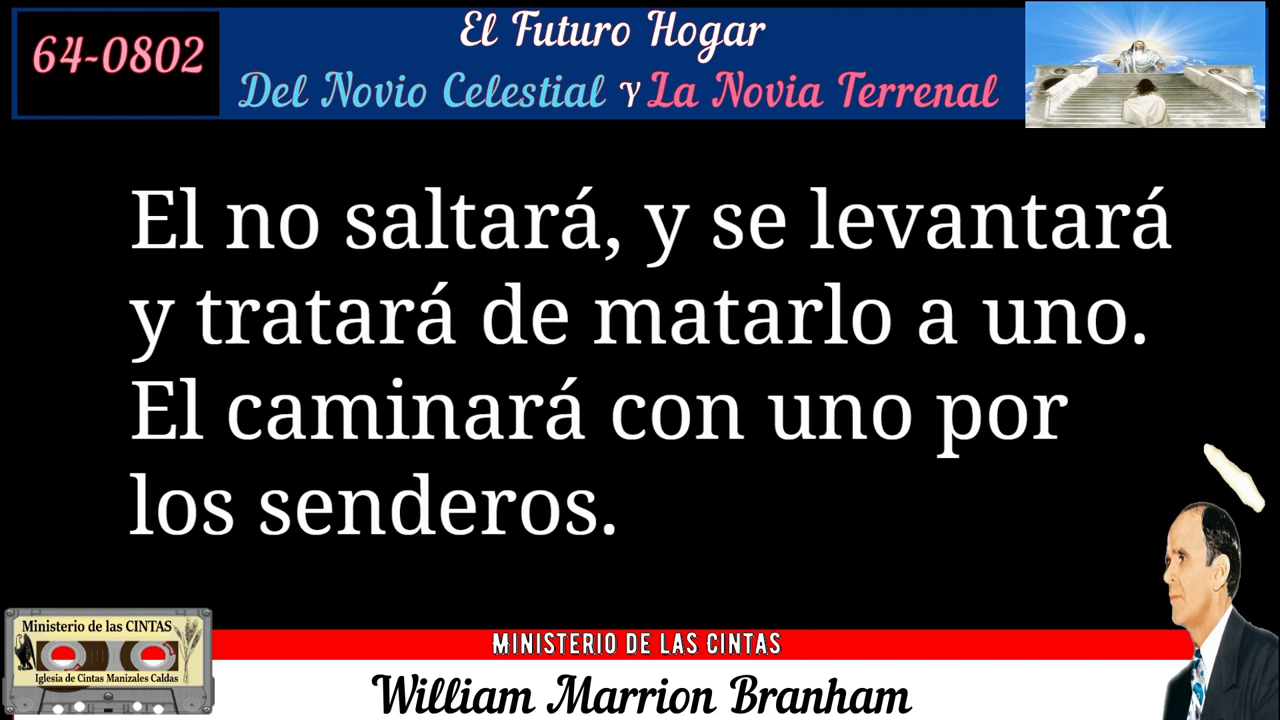 64-0802
El Futuro Hogar
Del Novio Celestial Y La Novia Terrenal
El no saltará, y se levantará
y tratará de matarlo a uno.
El caminará con uno por
los senderos.
Ministerio de las CINTAS
Iglesia de Cintas Manizales Caldas
MINISTERIO DE LAS CINTAS
William Marrion Branham